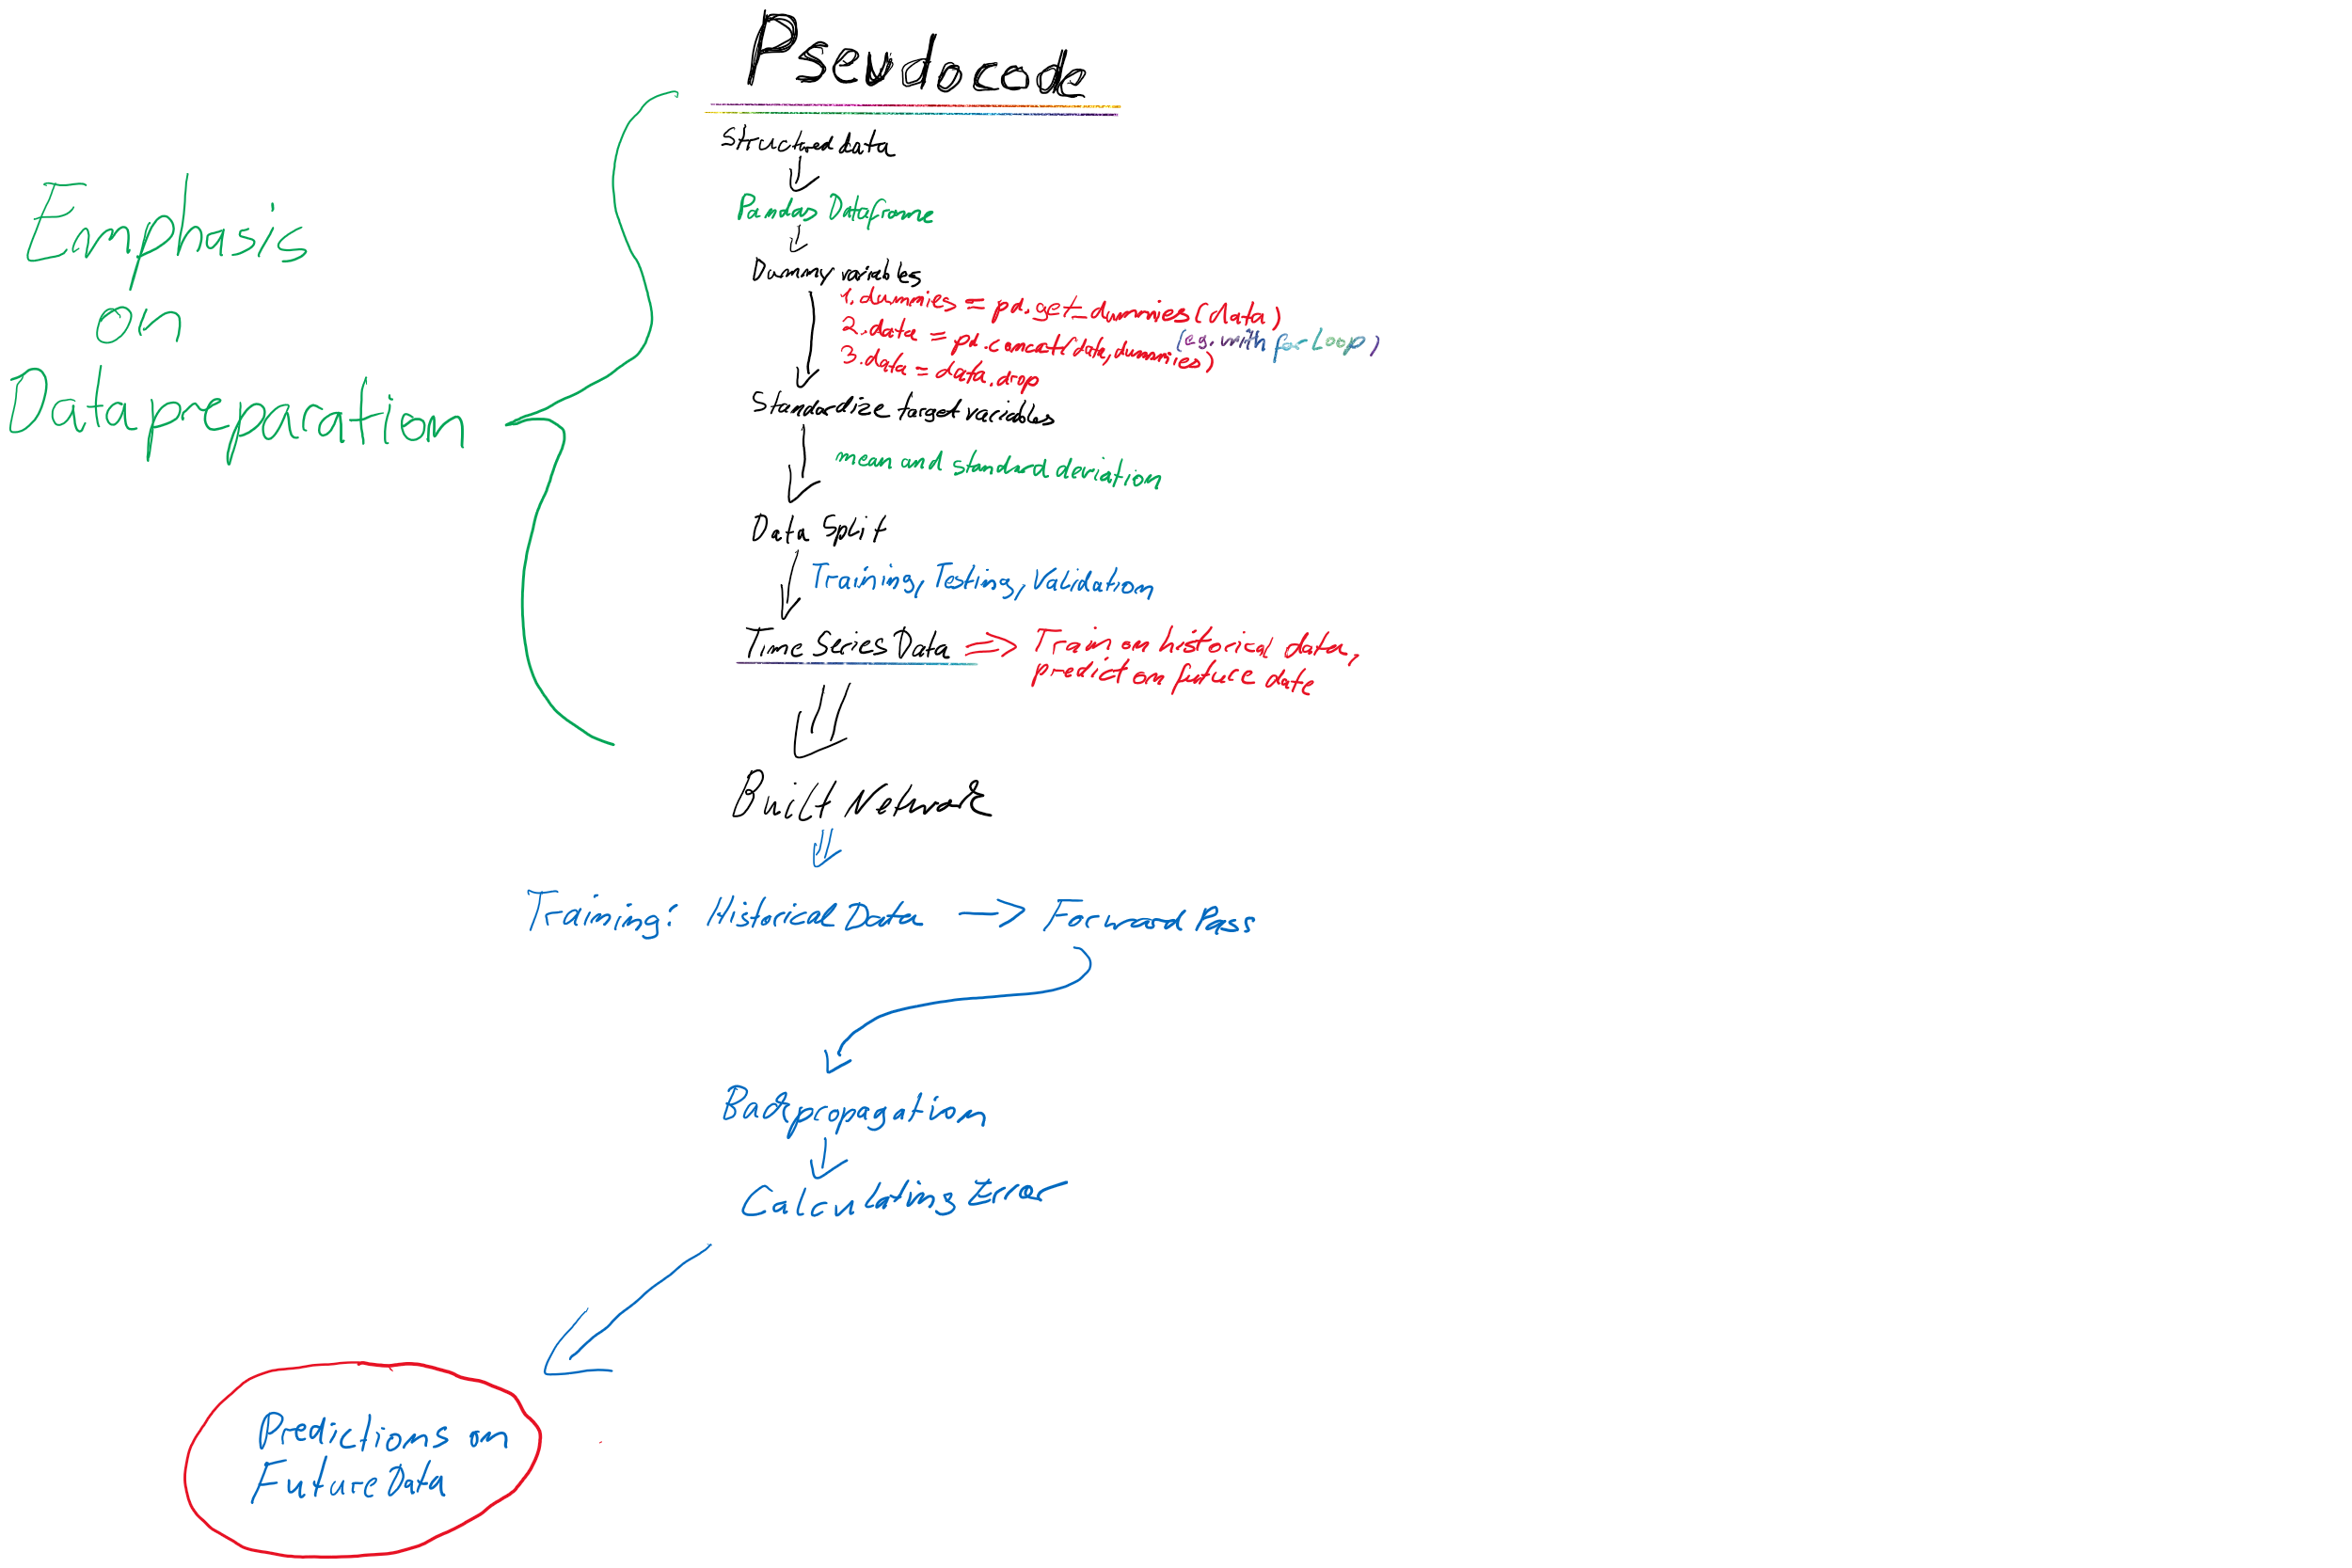 Pseudocode
Structured data
Pandas Dataframe
Dummy variables
1. dummies = pd.get_dummies(data)
2. data = pd.concat(data, dummies)
(eg. with for Loop)
3. data = data.drop
Standardize target variables
mean and standard deviation
Data Split
Training, Testing, Validation
Time Series Data => Train on historical data,
predict on future date
Emphasis
on
Datapreparation
Built Network
Training: Historical Data -> Forward Pass
Backpropagation
Calculating Error
Predictions on
Future Data